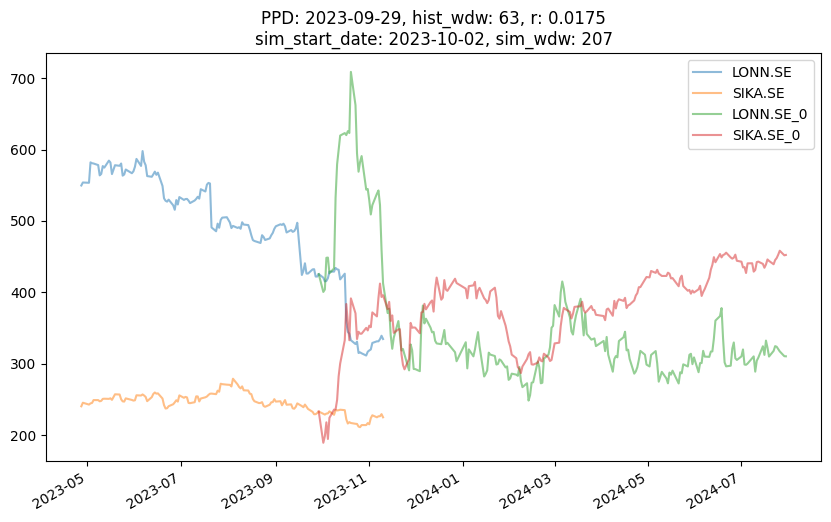 PPD: 2023-09-29, hist_wdw: 63, r: 0.0175
sim_start_date: 2023-10-02, sim_wdw: 207
LONN.SE
SIKA.SE
LONN.SE_0
SIKA.SE_0
700
600
500
400
300
200
2023-05
2023-07
2023-09
2023-11
2024-01
2024-03
2024-05
2024-07